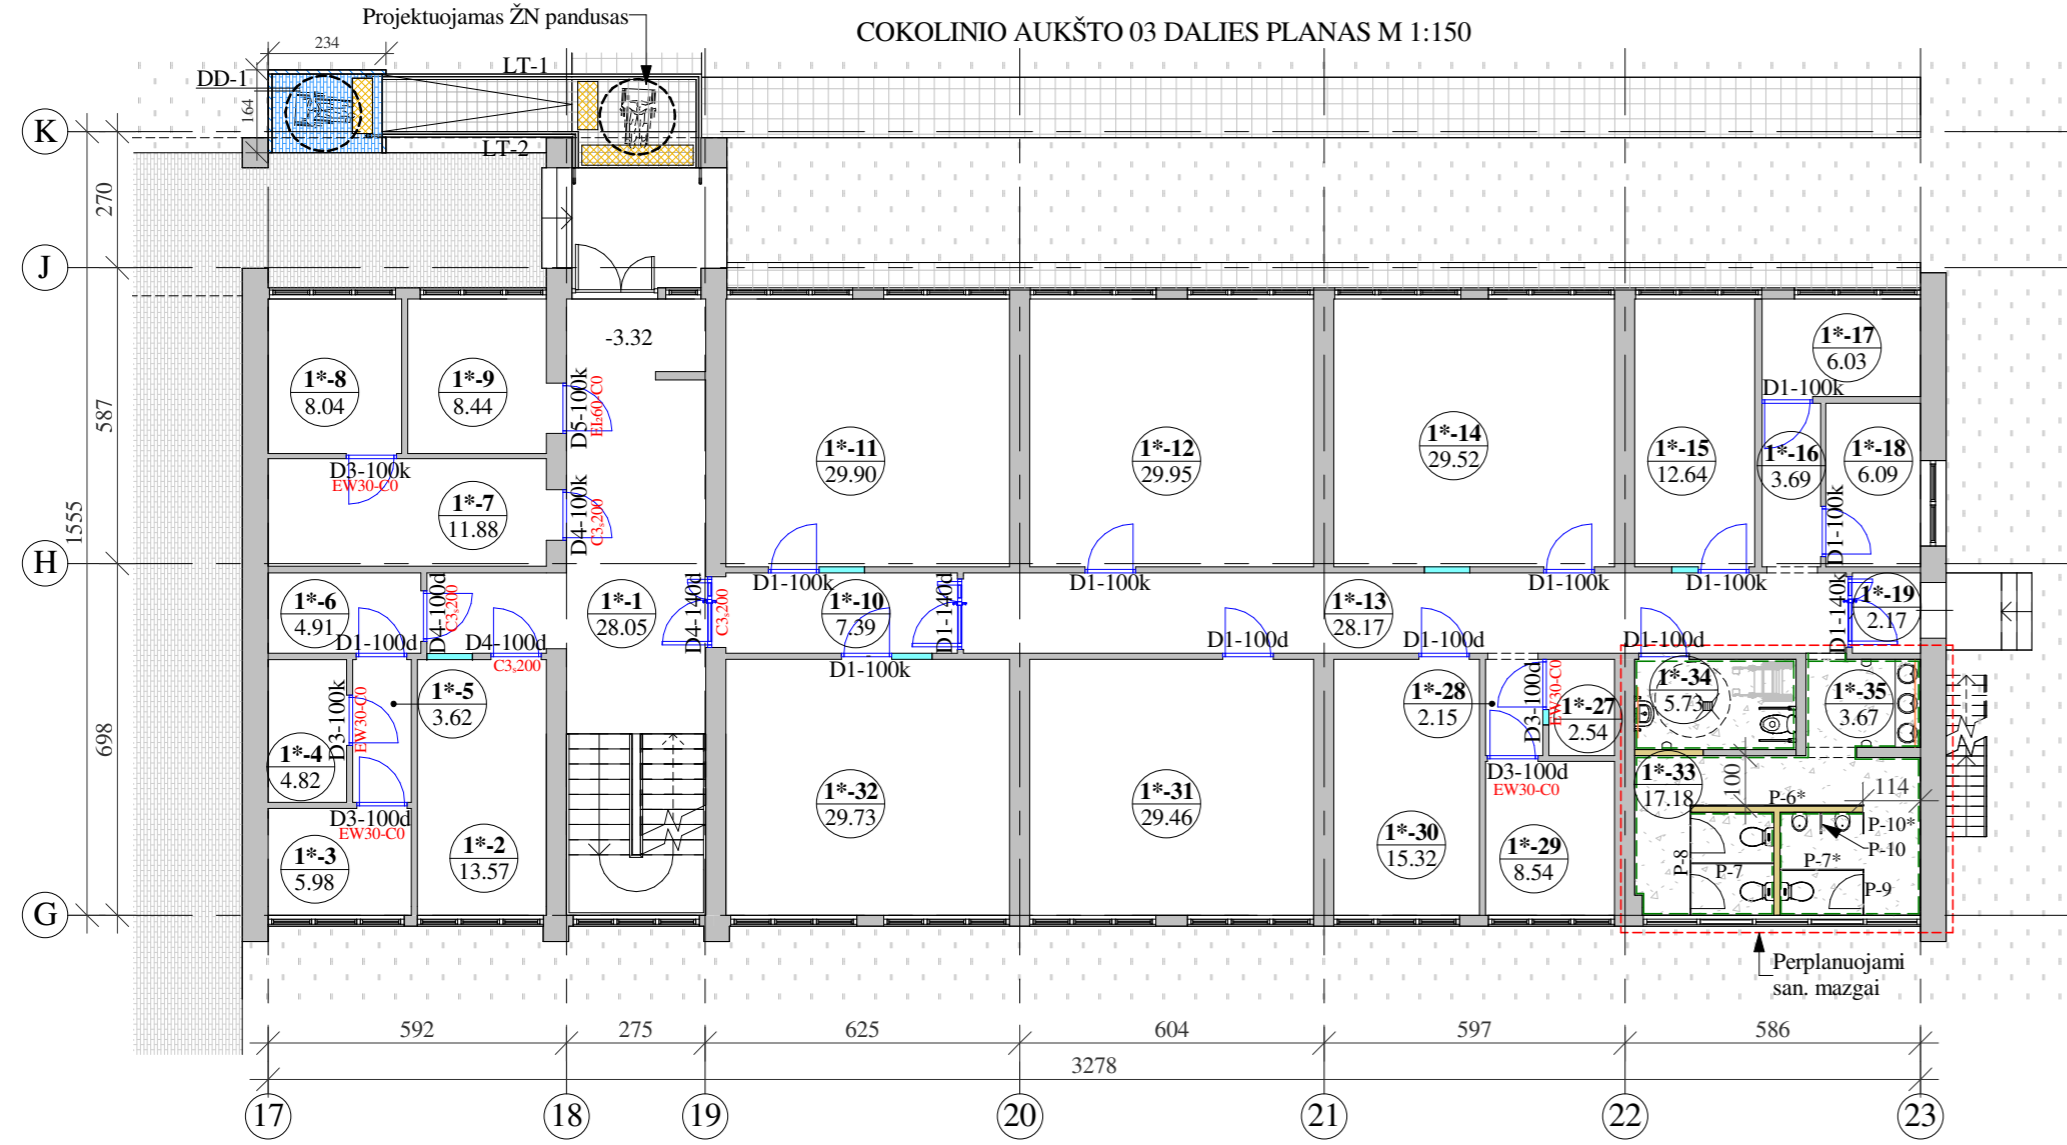 Projektuojamas ŽN pandusas
COKOLINIO AUKŠTO 03 DALIES PLANAS M 1:150
234
DD-1
LT-1
164
K
LT-2
270
J
-3.32
1*-8
8.04
1*-9
8.44
D5-100k
EI₂60-C0
1*-11
29.90
1*-12
29.95
1*-14
29.52
1*-15
12.64
1*-17
6.03
D1-100k
1*-16
3.69
1*-18
6.09
D1-100k
587
1555
D3-100k
EW30-C0
1*-7
11.88
D4-100k
C3ₛ200
H
D1-100k
D1-100k
D1-100k
D1-100k
1*-6
4.91
D4-100d
C3ₛ200
D1-100d
D4-100d
C3ₛ200
1*-1
28.05
D4-140d
C3ₛ200
1*-10
7.39
D1-140d
D1-100k
1*-13
28.17
D1-100d
D1-100d
D1-100d
D1-140k
1*-19
2.17
698
1*-4
4.82
D3-100k
EW30-C0
1*-5
3.62
1*-28
2.15
D3-100d
EW30-C0
1*-27
2.54
1*-34
5.73
1*-35
3.67
D3-100d
EW30-C0
1*-3
5.98
1*-2
13.57
1*-32
29.73
1*-31
29.46
1*-30
15.32
D3-100d
EW30-C0
1*-29
8.54
1*-33
17.18
100
114
P-6*
P-10*
P-10
P-8
P-7
P-7*
P-9
G
Perplanuojami
san. mazgai
592
275
625
604
597
586
3278
17
18
19
20
21
22
23